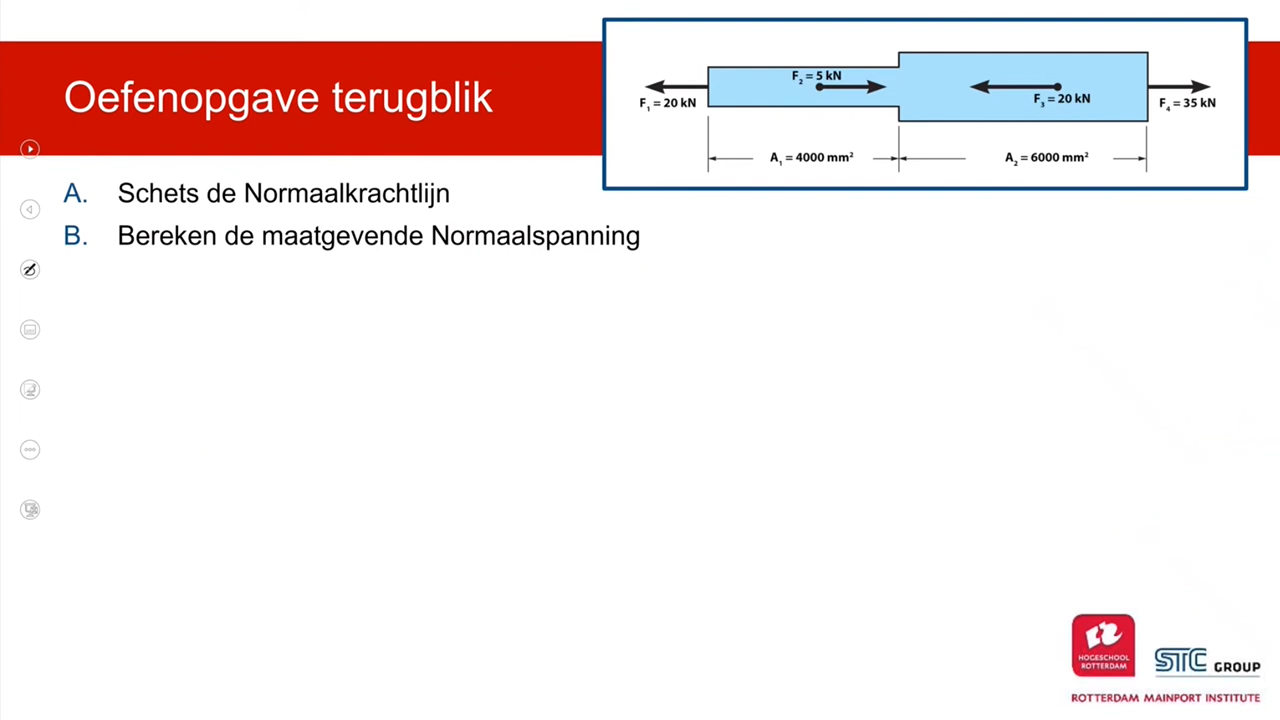 Oefenopgave terugblik
F₁ = 20 kN
F₂ = 5 kN
F₃ = 20 kN
F₄ = 35 kN
A₁ = 4000 mm²
A₂ = 6000 mm²
A. Schets de Normaalkrachtlijn
B. Bereken de maatgevende Normaalspanning
HOGESCHOOL
ROTTERDAM
STC GROUP
ROTTERDAM MAINPORT INSTITUTE